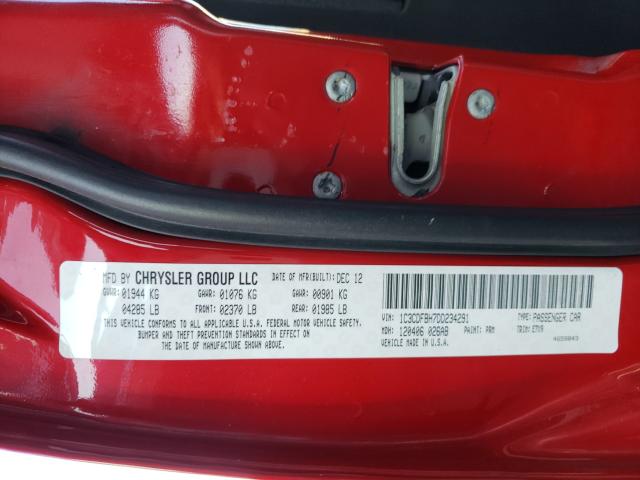 MFD BY CHRYSLER GROUP LLC DATE OF MFR(BUILT): DEC 12
GVWR: 01944 KG GAWR: 01076 KG GAWR: 00901 KG
04285 LB FRONT: 02370 LB REAR: 01985 LB
THIS VEHICLE CONFORMS TO ALL APPLICABLE U.S.A. FEDERAL MOTOR VEHICLE SAFETY,
BUMPER AND THEFT PREVENTION STANDARDS IN EFFECT ON
THE DATE OF MANUFACTURE SHOWN ABOVE.
VIN: 1C3CDFBH7DD234291 TYPE: PASSENGER CAR
MDH: 120406 026AB PAINT: PRM TRIM: ETV9
VEHICLE MADE IN U.S.A. 4659843